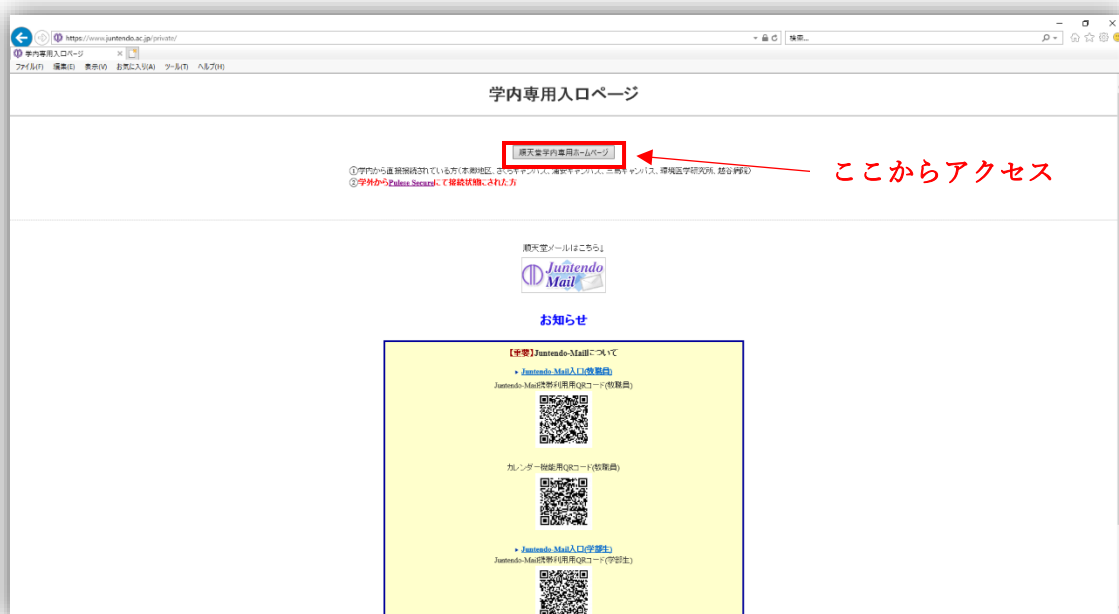 https://www.juntendo.ac.jp/private/
検索...
学内専用入口ページ
ファイル(F) 編集(E) 表示(V) お気に入り(A) ツール(T) ヘルプ(H)
学内専用入口ページ
順天堂学内専用ホームページ
ここからアクセス
①学内から直接接続されている方(本郷地区、さくらキャンパス、浦安キャンパス、三島キャンパス、環境医学研究所、越谷病院)
②学外からPulese Secureにて接続状態にされた方
順天堂メールはこちら↓
Juntendo
Mail
お知らせ
【重要】Juntendo-Mailについて
▸ Juntendo-Mail入口(教職員)
Juntendo-Mail携帯利用用QRコード(教職員)
カレンダー機能用QRコード(教職員)
▸ Juntendo-Mail入口(学部生)
Juntendo-Mail携帯利用用QRコード(学部生)